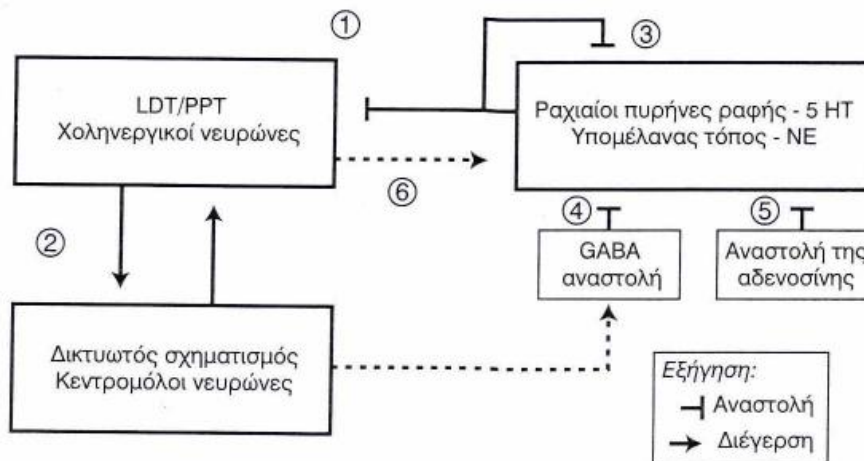 ①
LDT/PPT
Χοληνεργικοί νευρώνες
③
Ραχιαίοι πυρήνες ραφής - 5 HT
Υπομέλανας τόπος - NE
②
⑥
④
⑤
GABA
αναστολή
Αναστολή της
αδενοσίνης
Δικτυωτός σχηματισμός
Κεντρομόλοι νευρώνες
Εξήγηση:
Αναστολή
Διέγερση